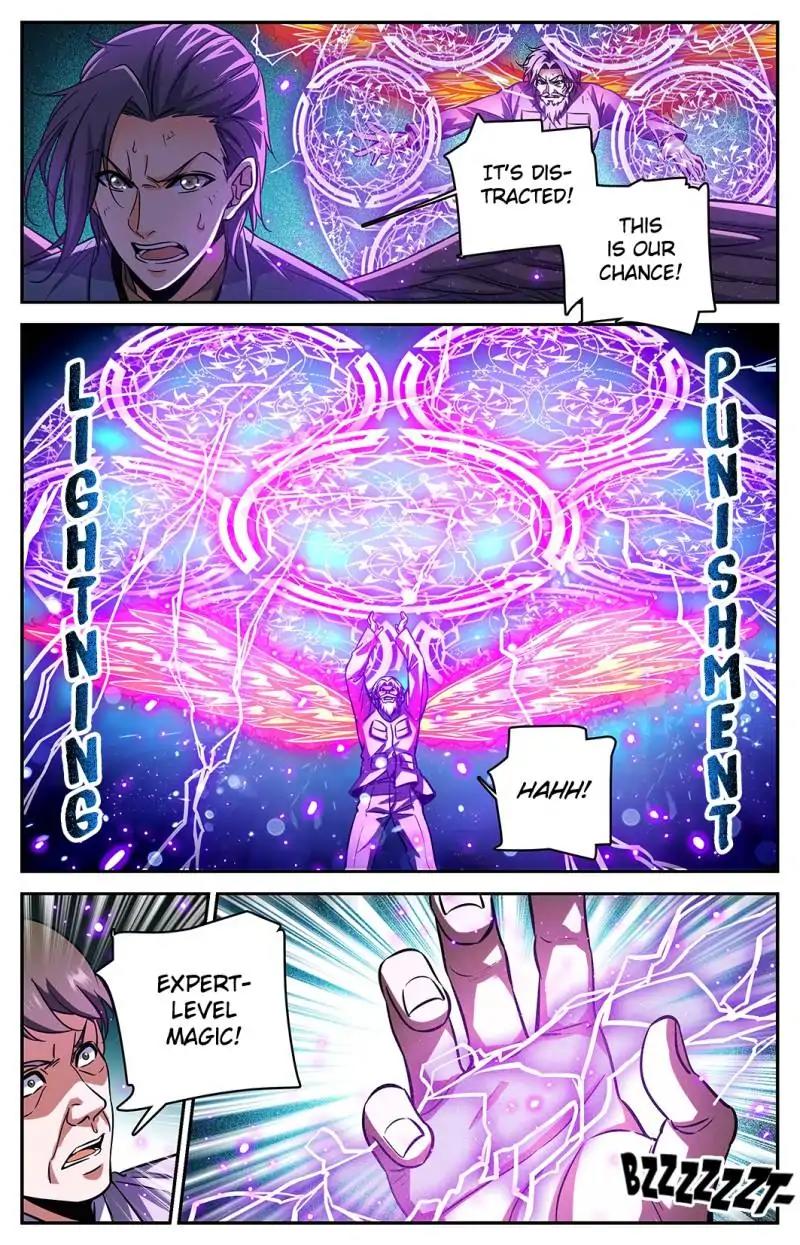 IT'S DIS-
TRACTED!
THIS
IS OUR
CHANCE!
LIGHTNING
PUNISHMENT
HAHH!
EXPERT-
LEVEL
MAGIC!
BZZZZZZT-